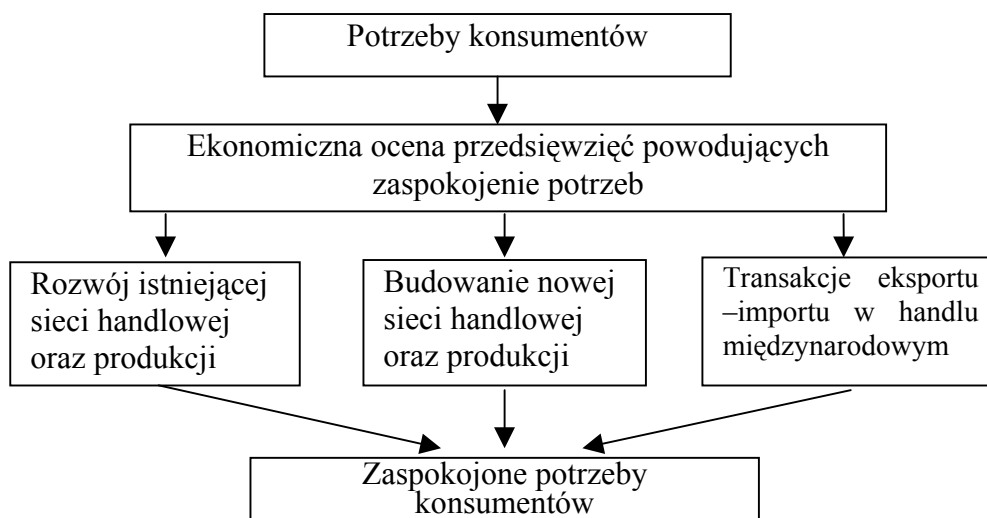 Potrzeby konsumentów
Ekonomiczna ocena przedsięwzięć powodujących
zaspokojenie potrzeb
Rozwój istniejącej
sieci handlowej
oraz produkcji
Budowanie nowej
sieci handlowej
oraz produkcji
Transakcje eksportu
–importu w handlu
międzynarodowym
Zaspokojone potrzeby
konsumentów